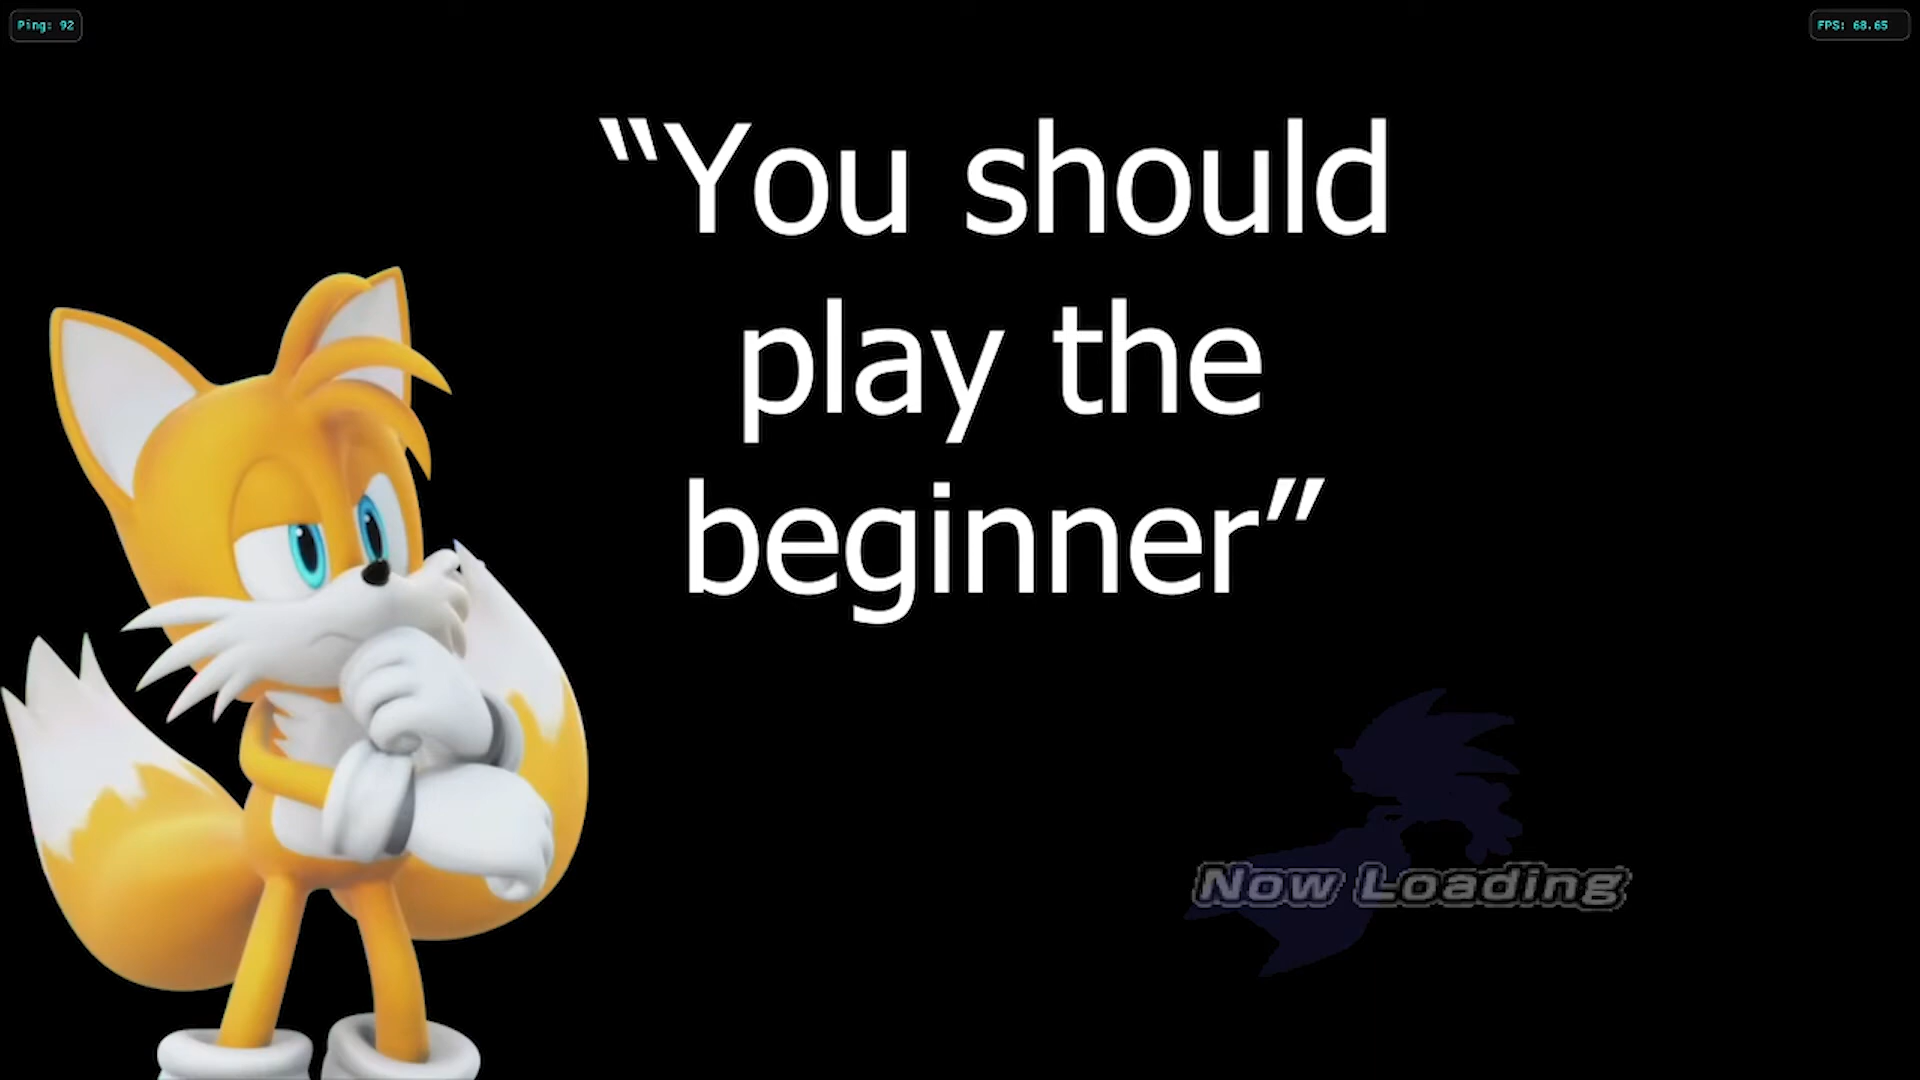 Ping: 92
FPS: 68.65
“You should
play the
beginner”
Now Loading